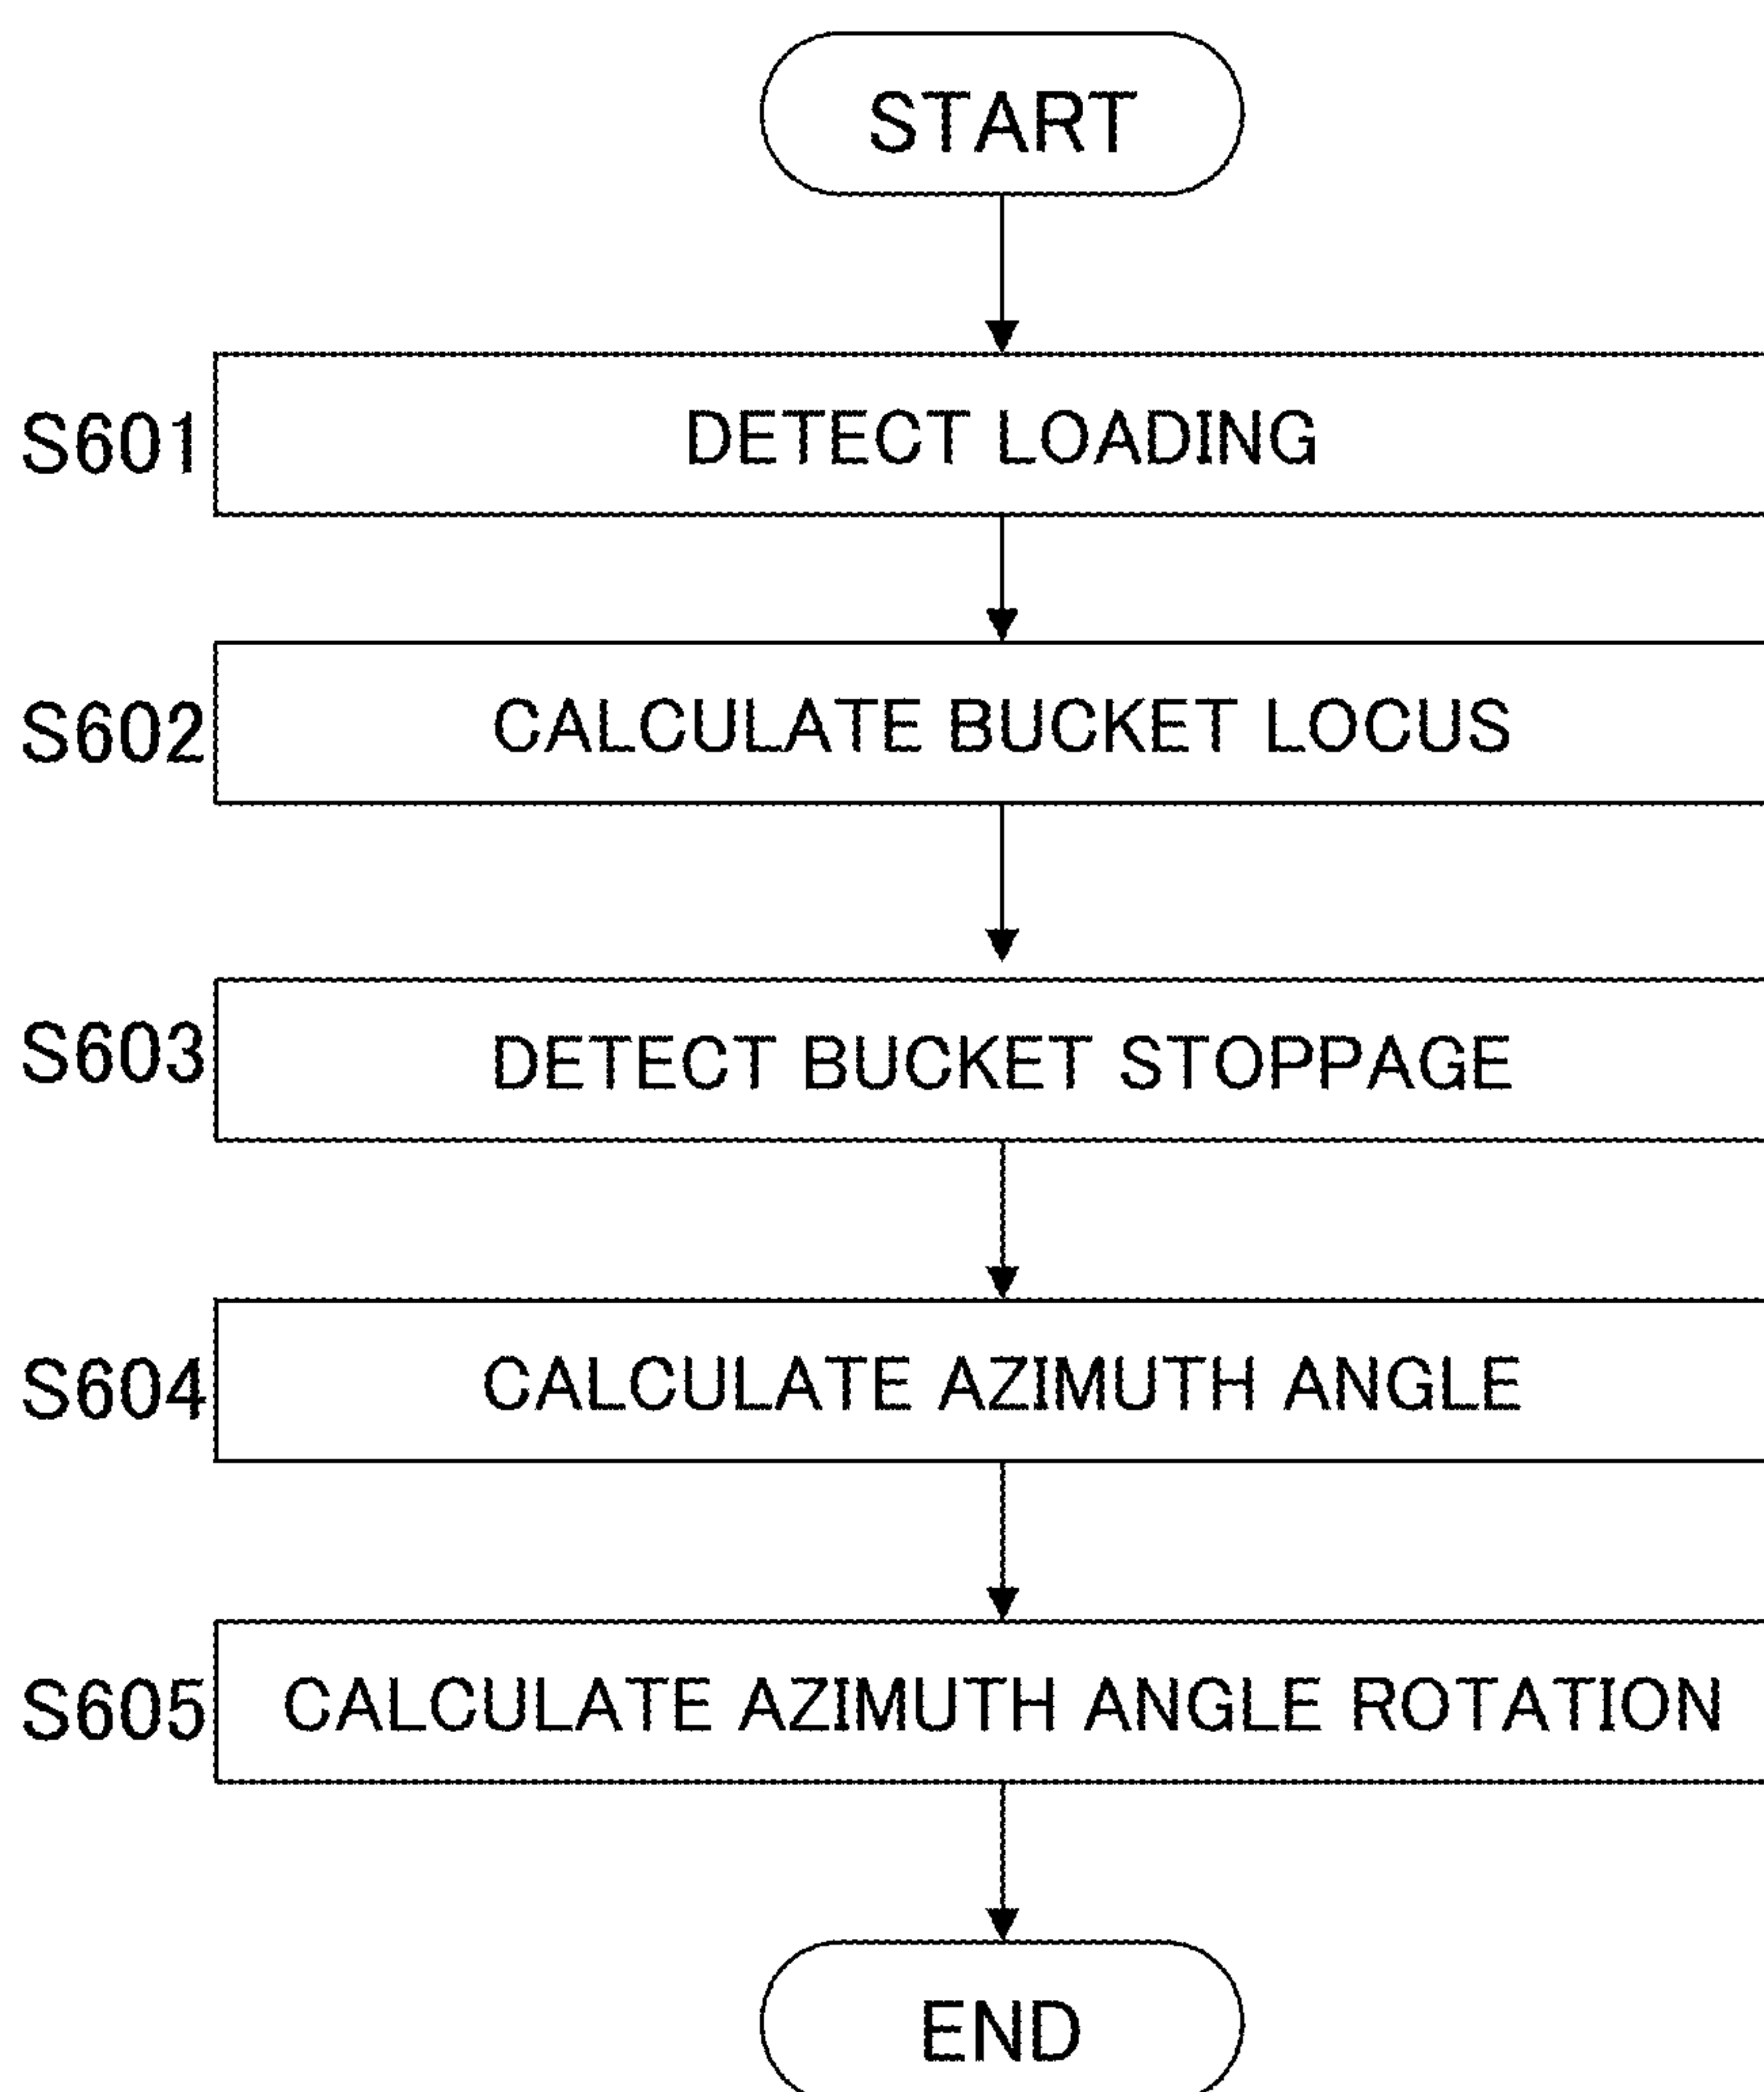 START
S601 DETECT LOADING
S602 CALCULATE BUCKET LOCUS
S603 DETECT BUCKET STOPPAGE
S604 CALCULATE AZIMUTH ANGLE
S605 CALCULATE AZIMUTH ANGLE ROTATION
END